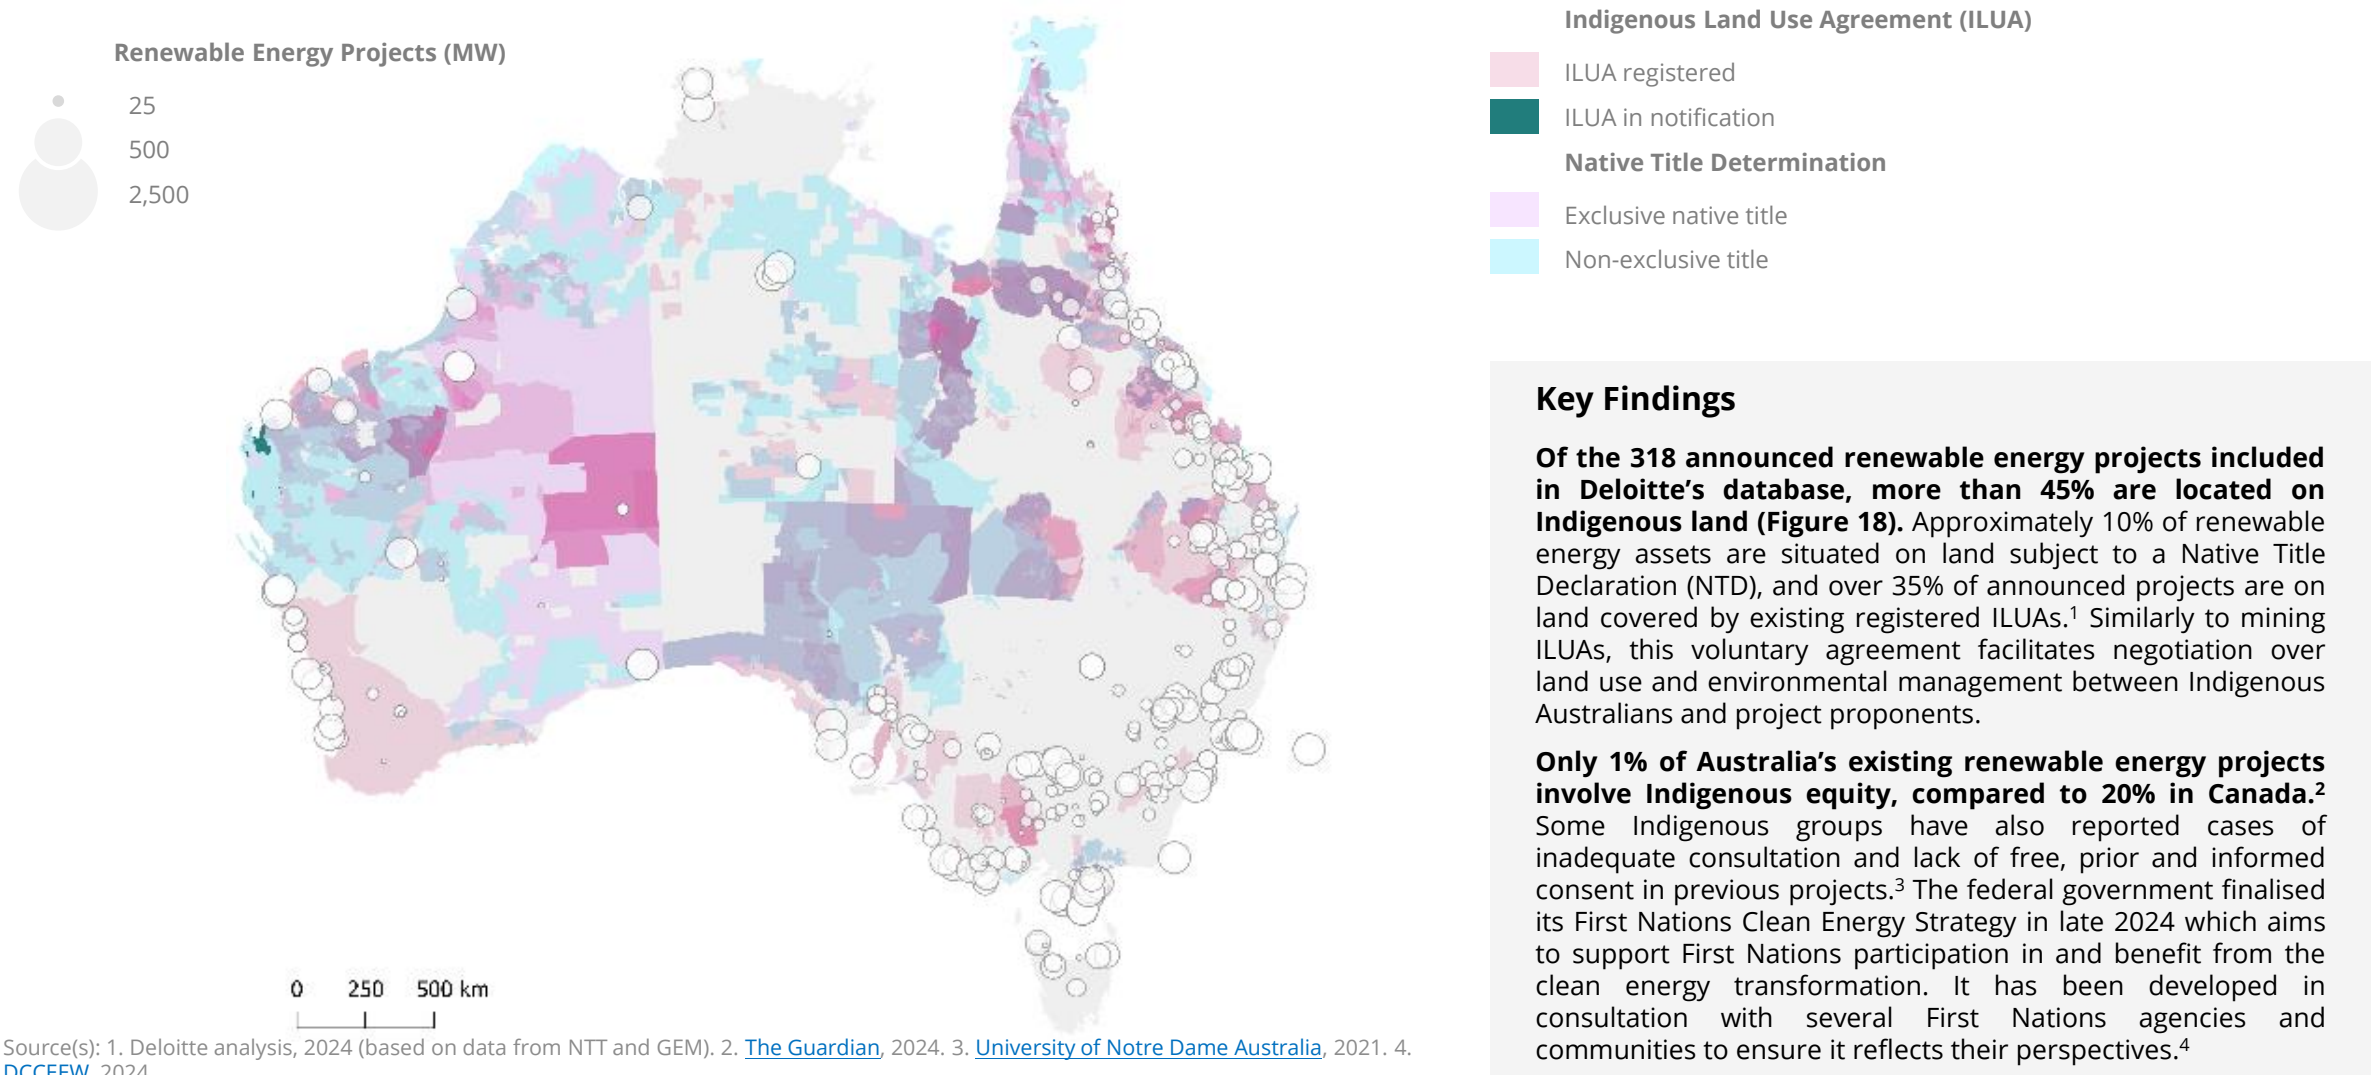 Renewable Energy Projects (MW)
25
500
2,500
0 250 500 km
Indigenous Land Use Agreement (ILUA)
ILUA registered
ILUA in notification
Native Title Determination
Exclusive native title
Non-exclusive title
Key Findings
Of the 318 announced renewable energy projects included
in Deloitte’s database, more than 45% are located on
Indigenous land (Figure 18). Approximately 10% of renewable
energy assets are situated on land subject to a Native Title
Declaration (NTD), and over 35% of announced projects are on
land covered by existing registered ILUAs.¹ Similarly to mining
ILUAs, this voluntary agreement facilitates negotiation over
land use and environmental management between Indigenous
Australians and project proponents.
Only 1% of Australia’s existing renewable energy projects
involve Indigenous equity, compared to 20% in Canada.²
Some Indigenous groups have also reported cases of
inadequate consultation and lack of free, prior and informed
consent in previous projects.³ The federal government finalised
its First Nations Clean Energy Strategy in late 2024 which aims
to support First Nations participation in and benefit from the
clean energy transformation. It has been developed in
consultation with several First Nations agencies and
communities to ensure it reflects their perspectives.⁴
Source(s): 1. Deloitte analysis, 2024 (based on data from NTT and GEM). 2. The Guardian, 2024. 3. University of Notre Dame Australia, 2021. 4.
DCCEEW, 2024